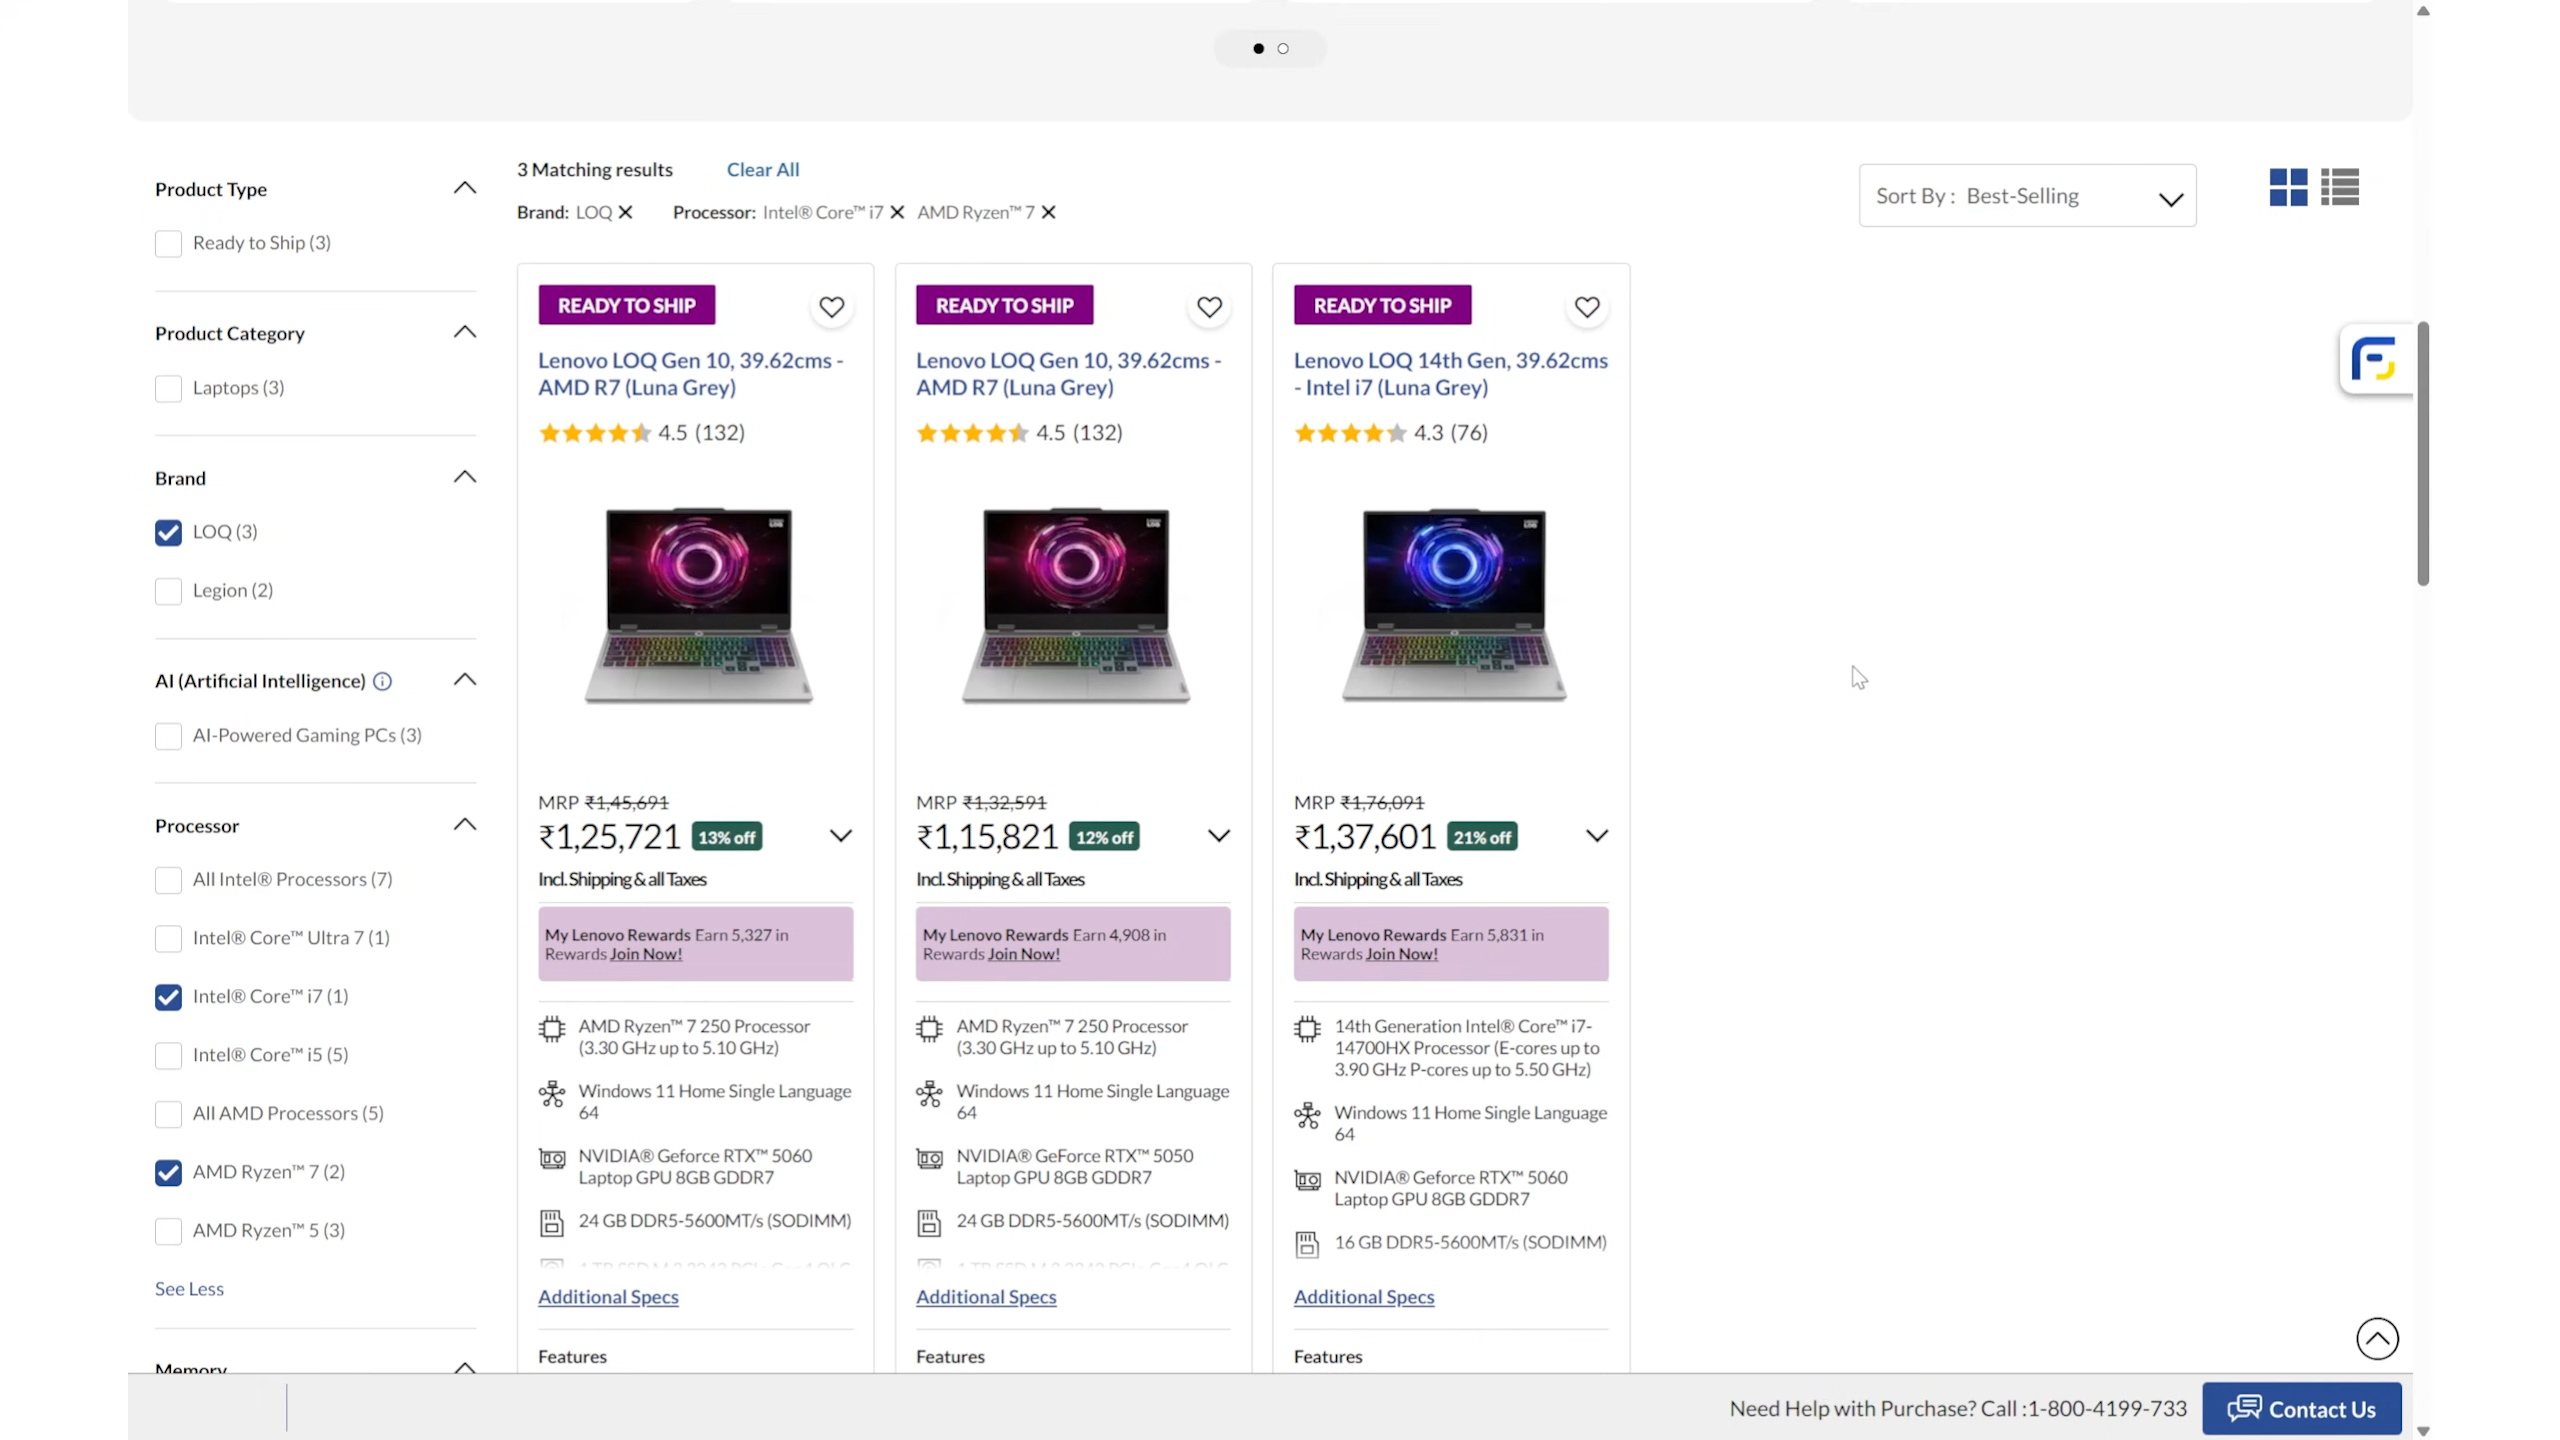 Product Type
Ready to Ship (3)
Product Category
Laptops (3)
Brand
LOQ (3)
Legion (2)
AI (Artificial Intelligence)
AI-Powered Gaming PCs (3)
Processor
All Intel® Processors (7)
Intel® Core™ Ultra 7 (1)
Intel® Core™ i7 (1)
Intel® Core™ i5 (5)
All AMD Processors (5)
AMD Ryzen™ 7 (2)
AMD Ryzen™ 5 (3)
See Less
Memory
3 Matching results Clear All
Brand: LOQ Processor: Intel® Core™ i7 AMD Ryzen™ 7
Sort By : Best-Selling
READY TO SHIP
Lenovo LOQ Gen 10, 39.62cms -
AMD R7 (Luna Grey)
4.5 (132)
MRP ₹1,45,691
₹1,25,721 13% off
Incl. Shipping & all Taxes
My Lenovo Rewards Earn 5,327 in
Rewards Join Now!
AMD Ryzen™ 7 250 Processor
(3.30 GHz up to 5.10 GHz)
Windows 11 Home Single Language
64
NVIDIA® Geforce RTX™ 5060
Laptop GPU 8GB GDDR7
24 GB DDR5-5600MT/s (SODIMM)
Additional Specs
Features
READY TO SHIP
Lenovo LOQ Gen 10, 39.62cms -
AMD R7 (Luna Grey)
4.5 (132)
MRP ₹1,32,591
₹1,15,821 12% off
Incl. Shipping & all Taxes
My Lenovo Rewards Earn 4,908 in
Rewards Join Now!
AMD Ryzen™ 7 250 Processor
(3.30 GHz up to 5.10 GHz)
Windows 11 Home Single Language
64
NVIDIA® GeForce RTX™ 5050
Laptop GPU 8GB GDDR7
24 GB DDR5-5600MT/s (SODIMM)
Additional Specs
Features
READY TO SHIP
Lenovo LOQ 14th Gen, 39.62cms
- Intel i7 (Luna Grey)
4.3 (76)
MRP ₹1,76,091
₹1,37,601 21% off
Incl. Shipping & all Taxes
My Lenovo Rewards Earn 5,831 in
Rewards Join Now!
14th Generation Intel® Core™ i7-
14700HX Processor (E-cores up to
3.90 GHz P-cores up to 5.50 GHz)
Windows 11 Home Single Language
64
NVIDIA® Geforce RTX™ 5060
Laptop GPU 8GB GDDR7
16 GB DDR5-5600MT/s (SODIMM)
Additional Specs
Features
Need Help with Purchase? Call :1-800-4199-733
Contact Us